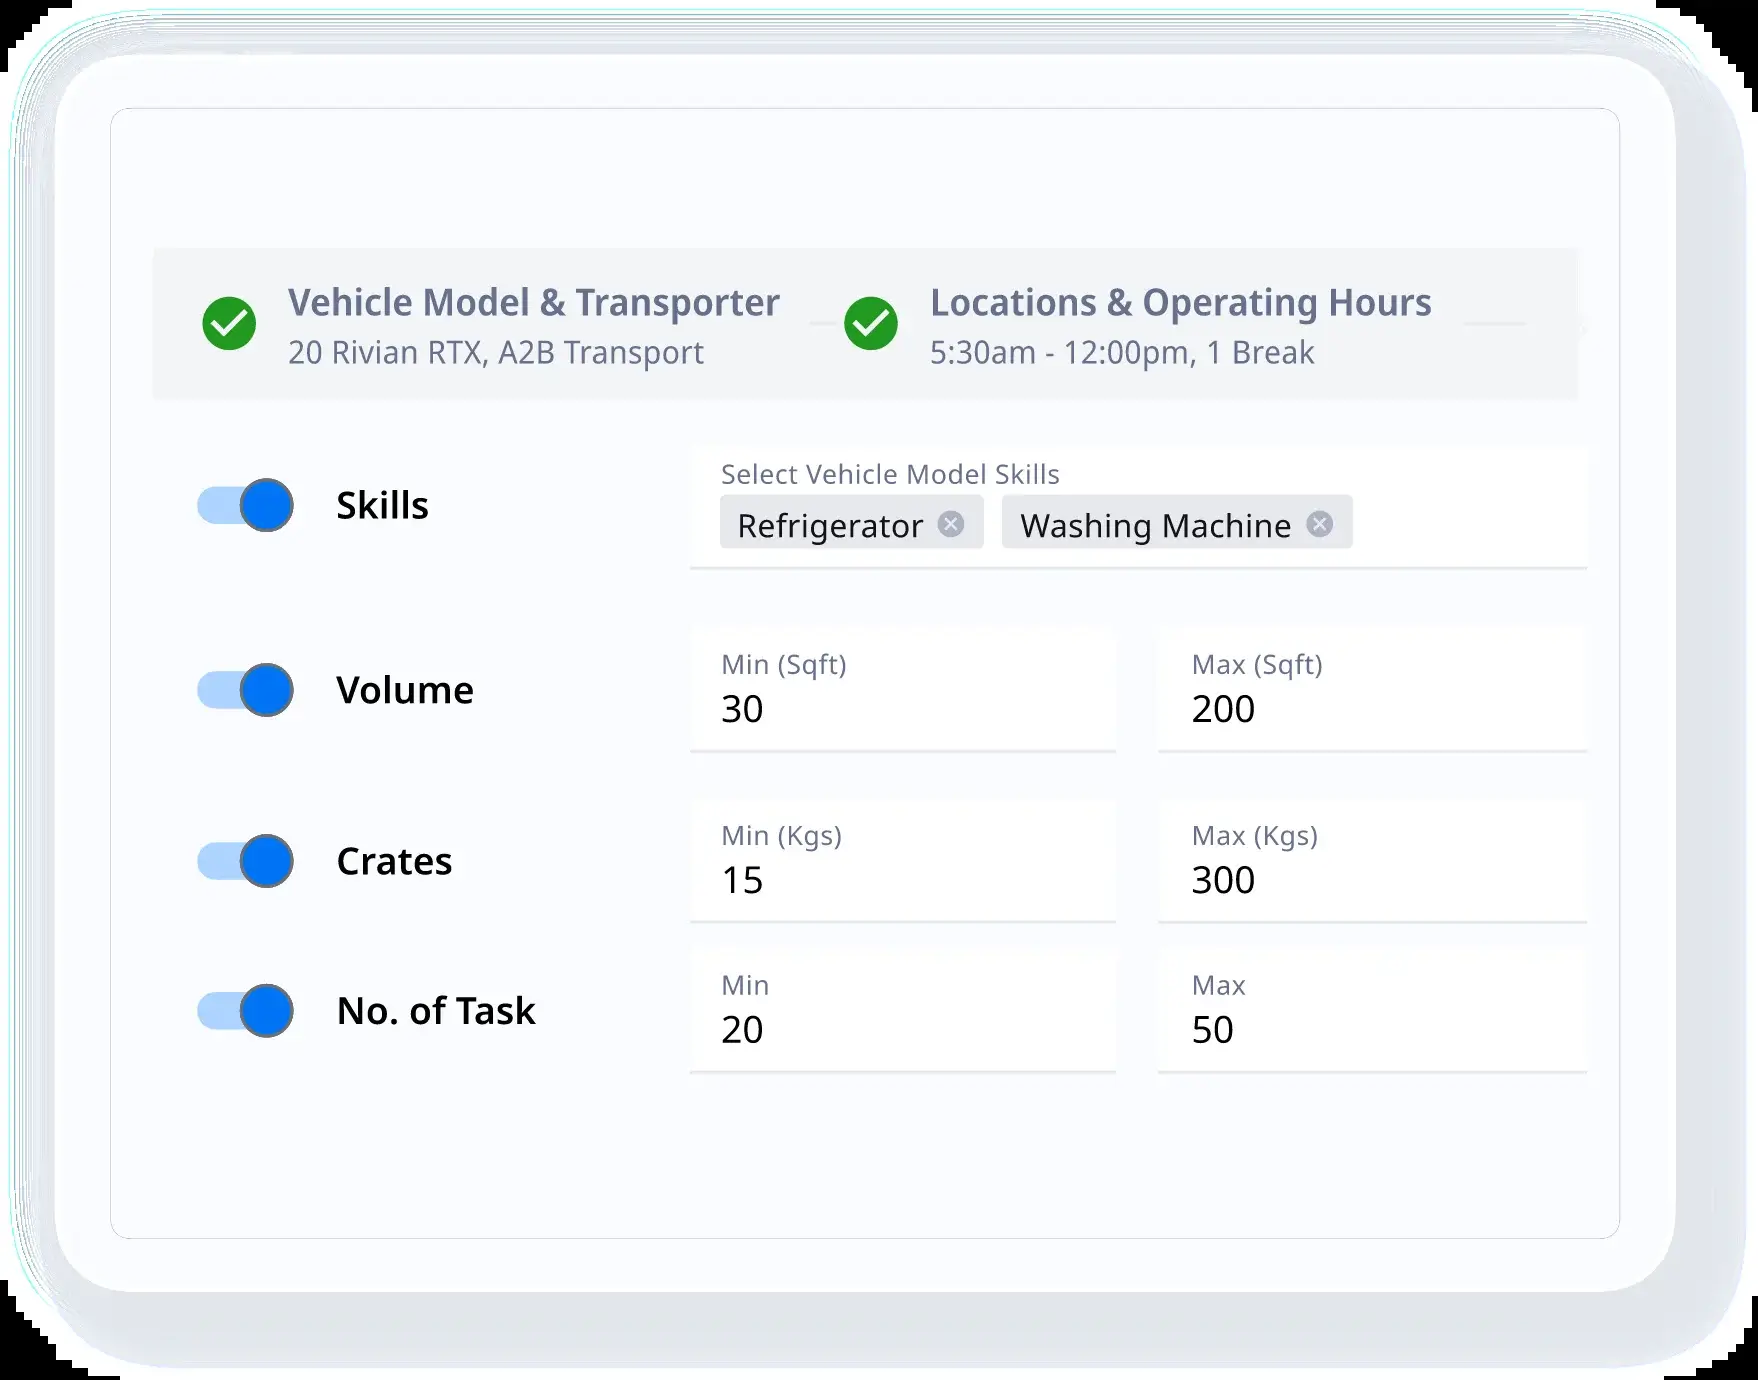 Vehicle Model & Transporter
20 Rivian RTX, A2B Transport
Locations & Operating Hours
5:30am - 12:00pm, 1 Break
Skills
Select Vehicle Model Skills
Refrigerator Washing Machine
Volume
Min (Sqft)
30
Max (Sqft)
200
Crates
Min (Kgs)
15
Max (Kgs)
300
No. of Task
Min
20
Max
50